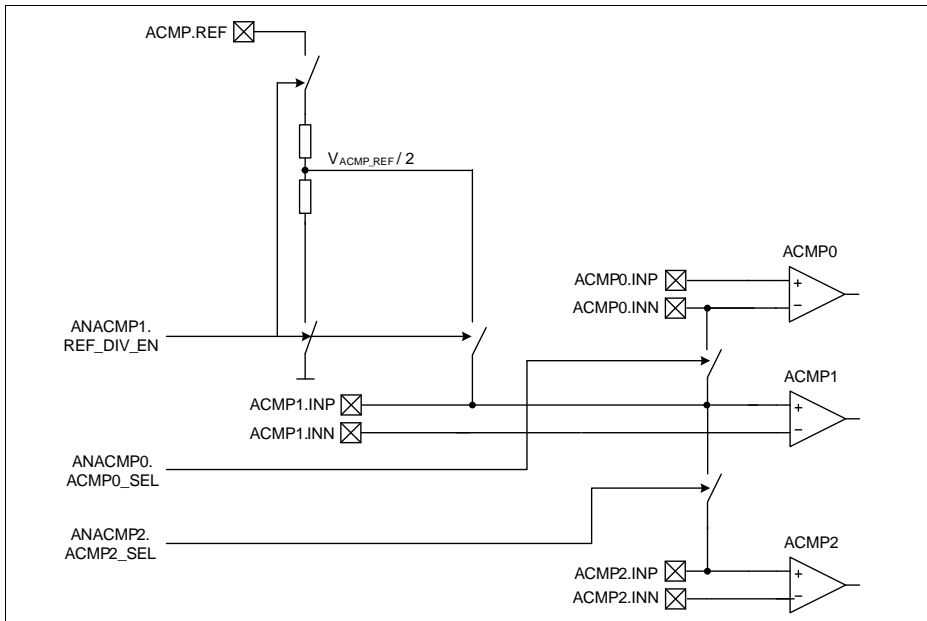 ACMP.REF
VACMP_REF / 2
ACMP0
ACMP0.INP
+
ACMP0.INN
−
ANACMP1.
REF_DIV_EN
ACMP1
ACMP1.INP
+
ACMP1.INN
−
ANACMP0.
ACMP0_SEL
ANACMP2.
ACMP2_SEL
ACMP2
ACMP2.INP
+
ACMP2.INN
−